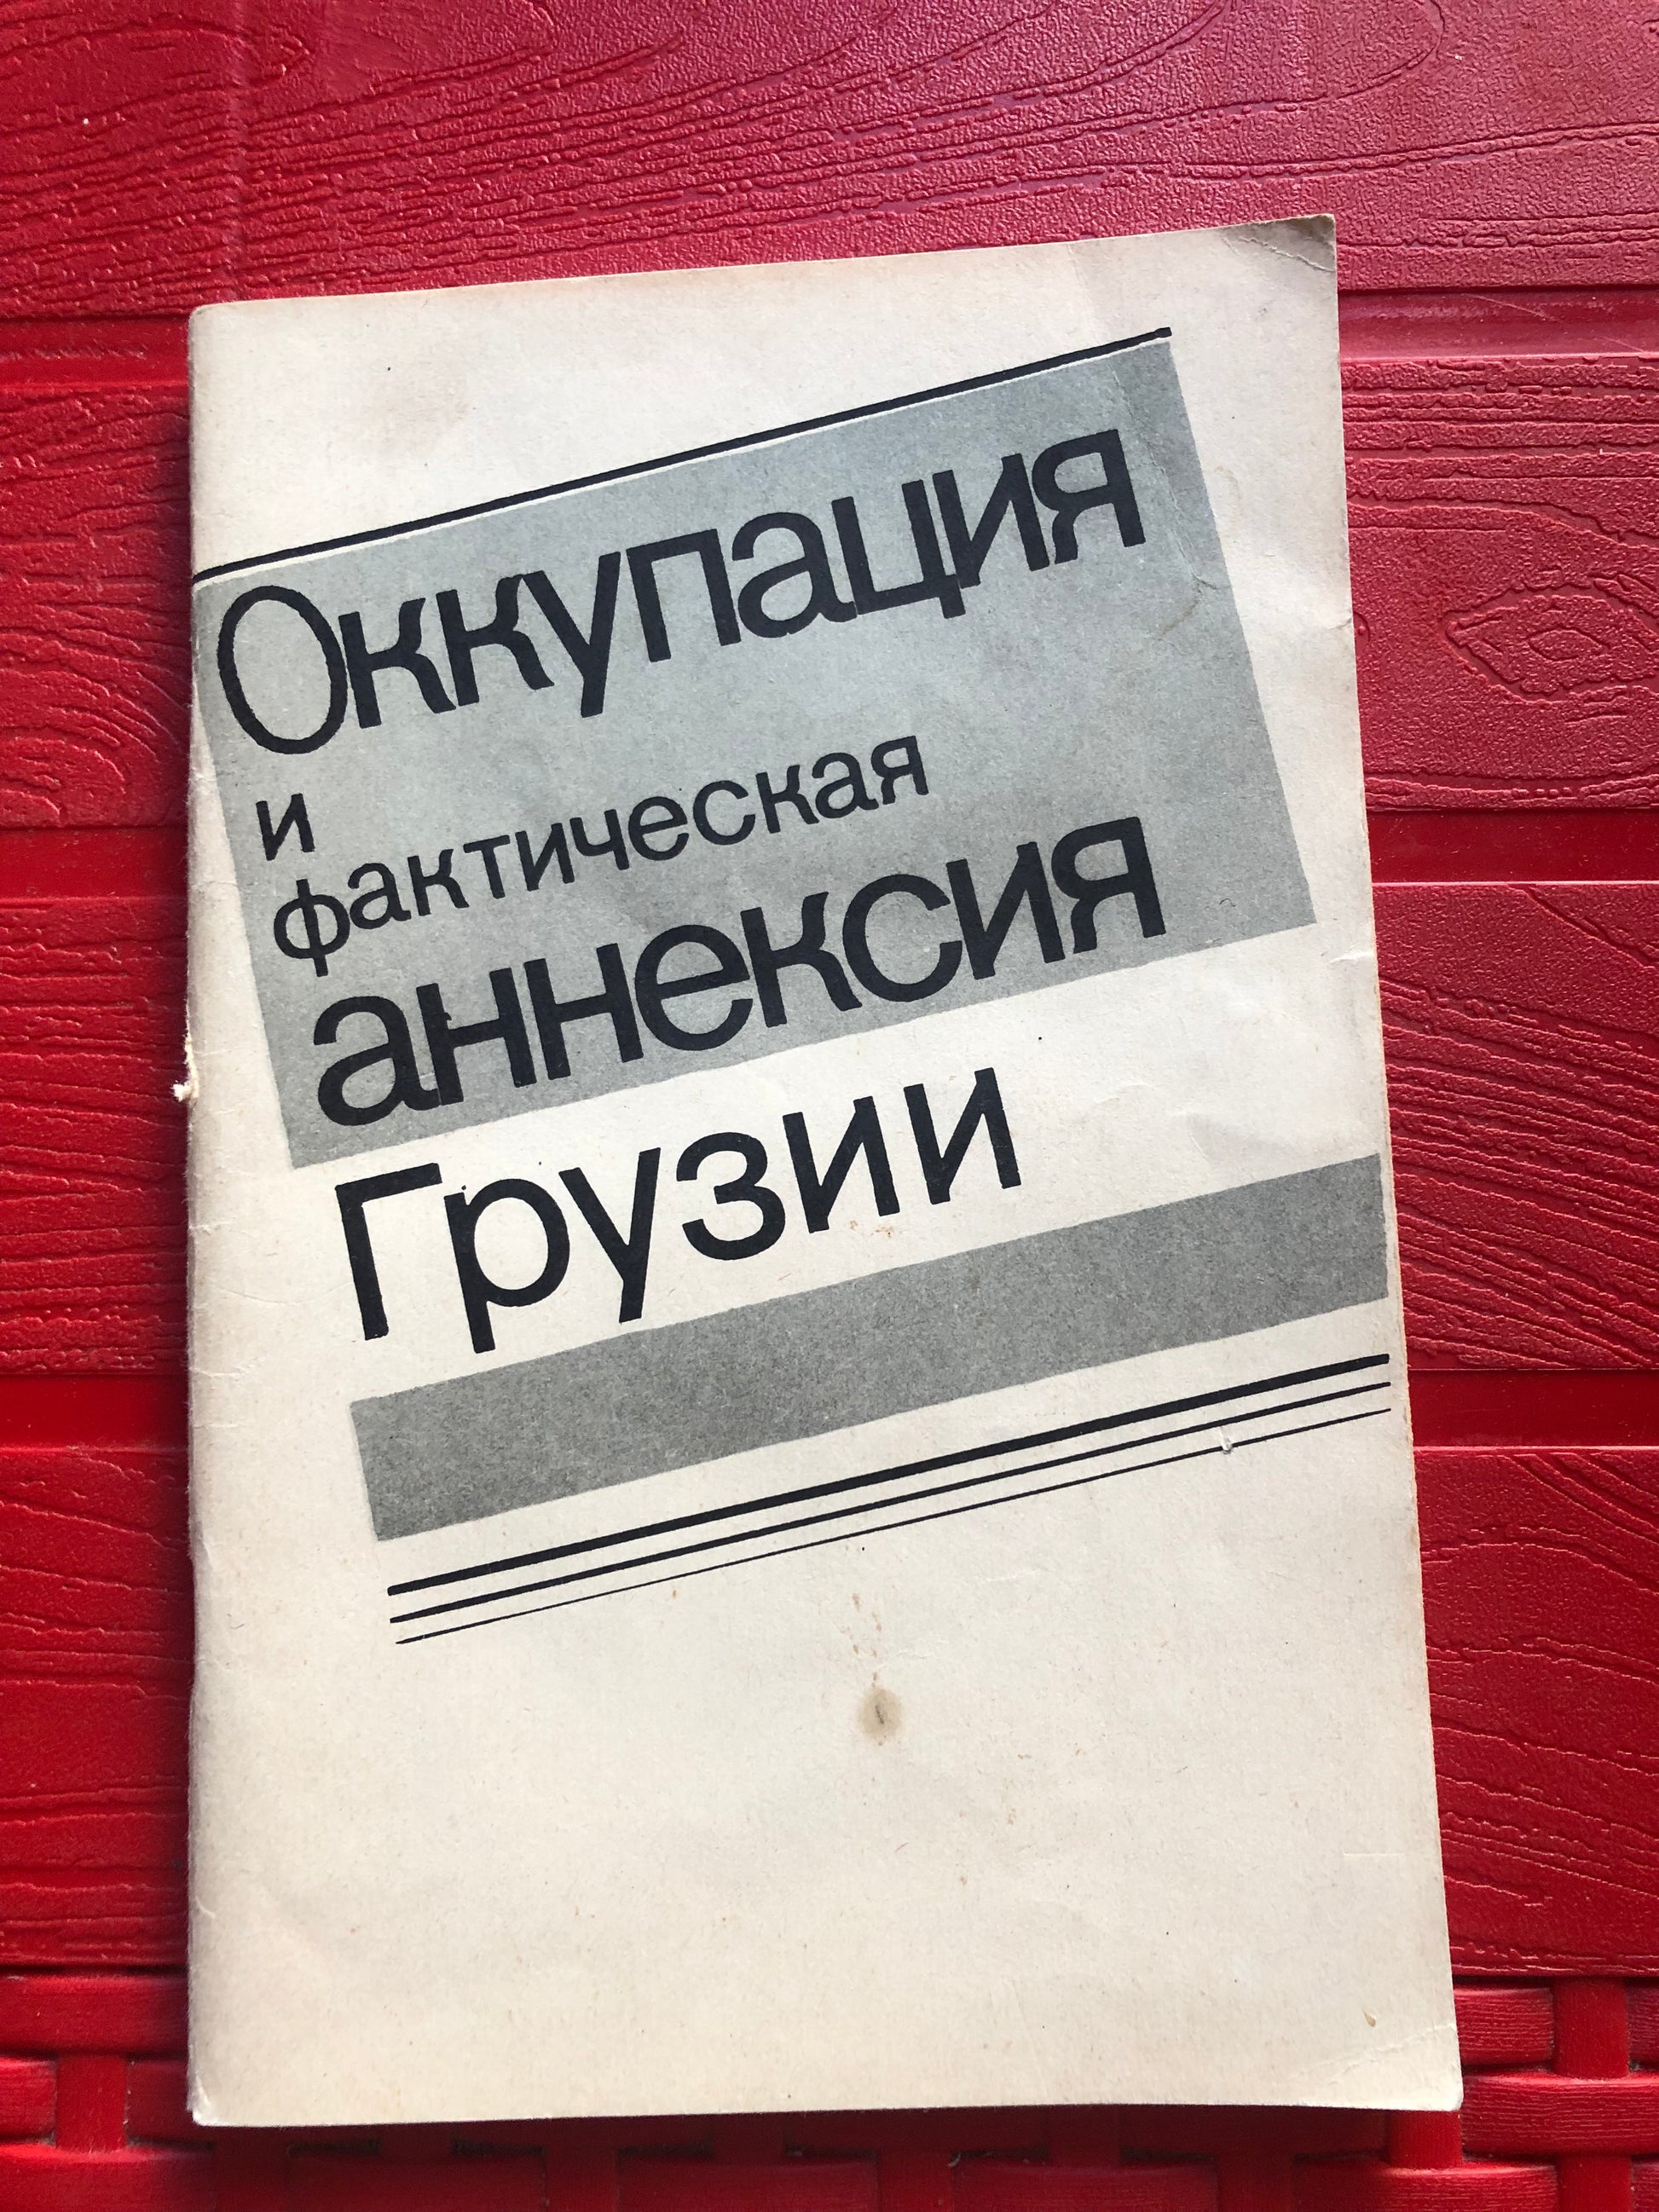 Оккупация
и
фактическая
аннексия
Грузии